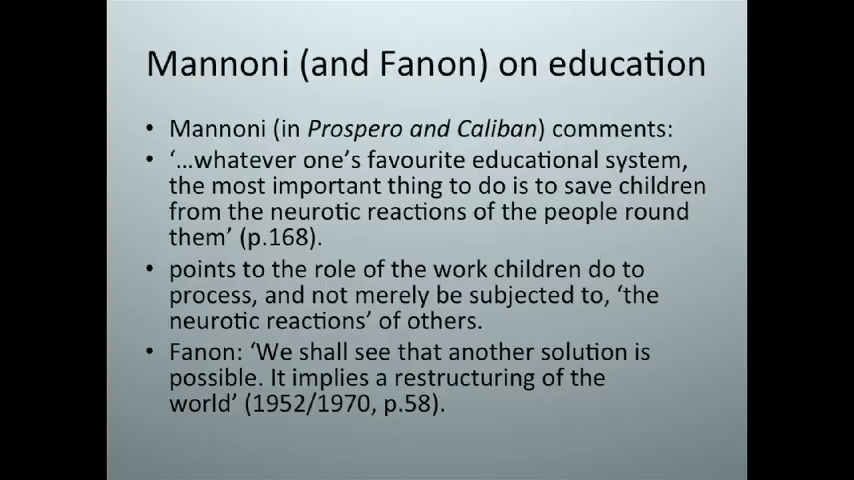 Mannoni (and Fanon) on education
• Mannoni (in Prospero and Caliban) comments:
• ‘…whatever one’s favourite educational system,
the most important thing to do is to save children
from the neurotic reactions of the people round
them’ (p.168).
• points to the role of the work children do to
process, and not merely be subjected to, ‘the
neurotic reactions’ of others.
• Fanon: ‘We shall see that another solution is
possible. It implies a restructuring of the
world’ (1952/1970, p.58).